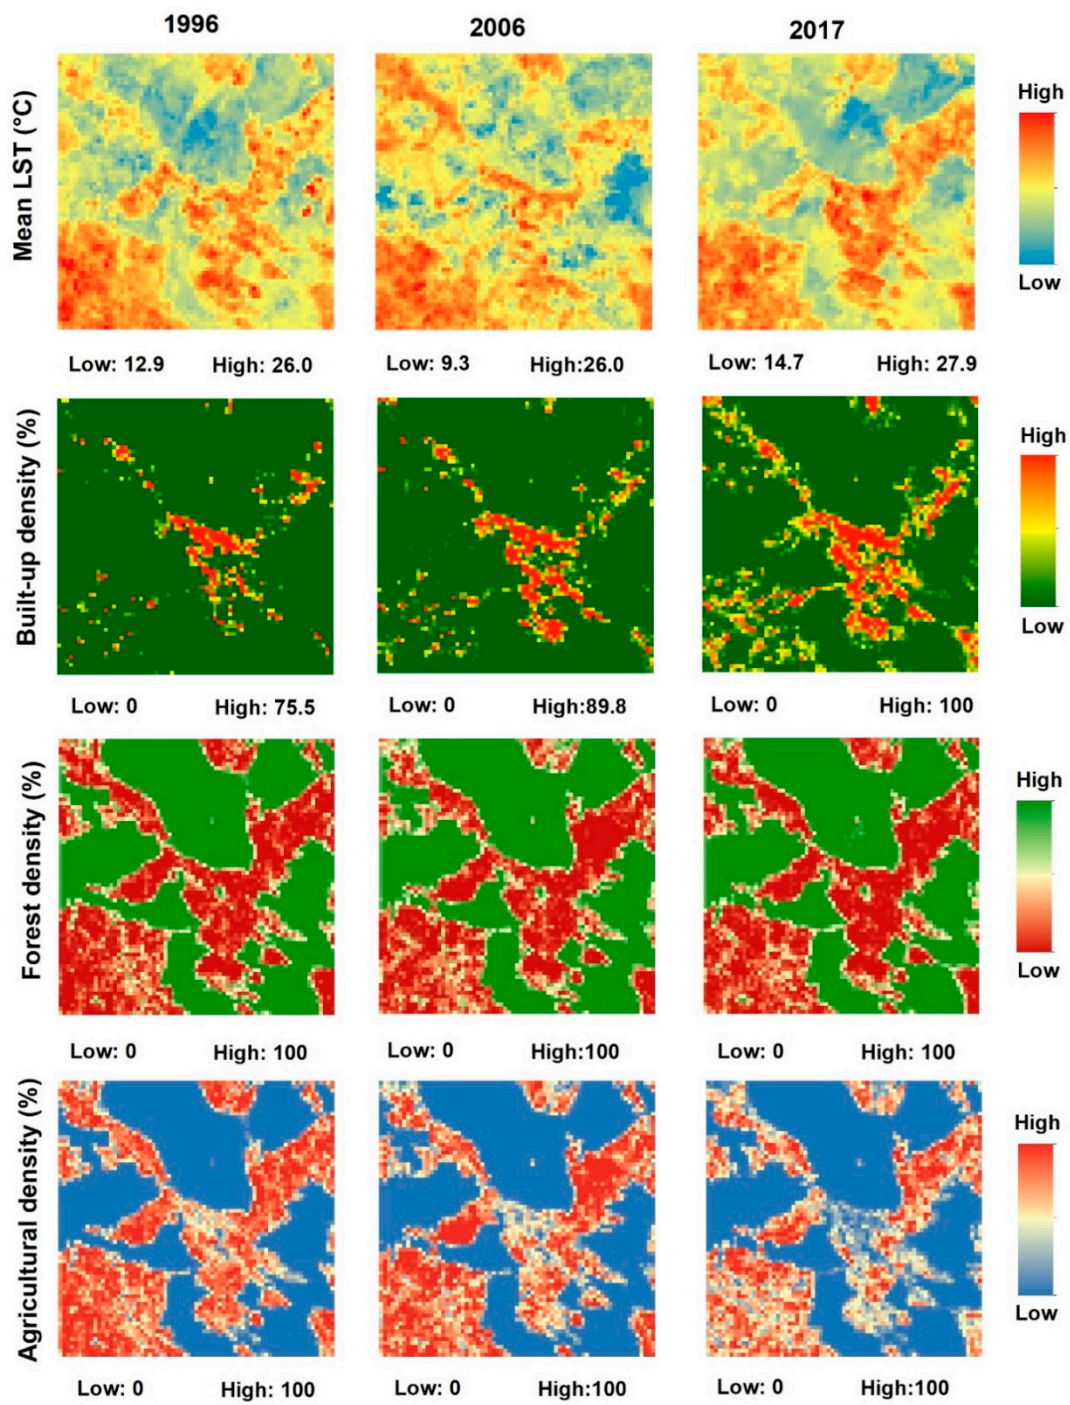 1996 2006 2017
Mean LST (°C)
High
Low
Low: 12.9 High: 26.0 Low: 9.3 High:26.0 Low: 14.7 High: 27.9
Built-up density (%)
High
Low
Low: 0 High: 75.5 Low: 0 High:89.8 Low: 0 High: 100
Forest density (%)
High
Low
Low: 0 High: 100 Low: 0 High:100 Low: 0 High: 100
Agricultural density (%)
High
Low
Low: 0 High: 100 Low: 0 High:100 Low: 0 High:100